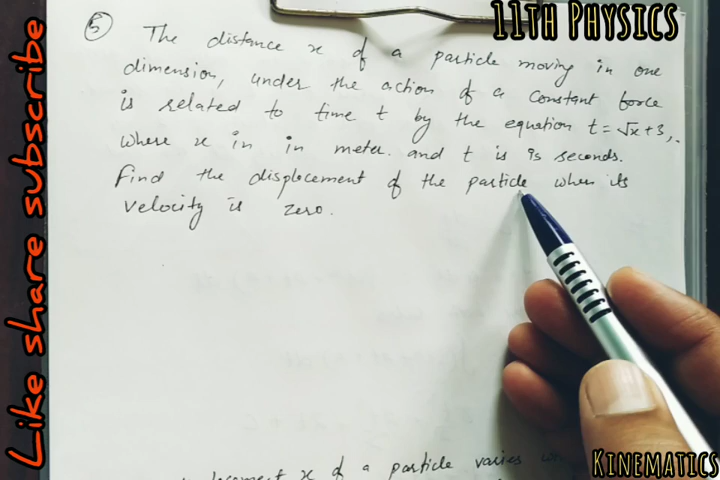 11th Physics
Like share subscribe
5 The distance x of a particle moving in one
dimension, under the action of a constant force
is related to time t by the equation t = √x + 3,
where x in in meter. and t is is seconds.
Find the displacement of the particle when its
velocity is zero.
x of a particle varies
Kinematics